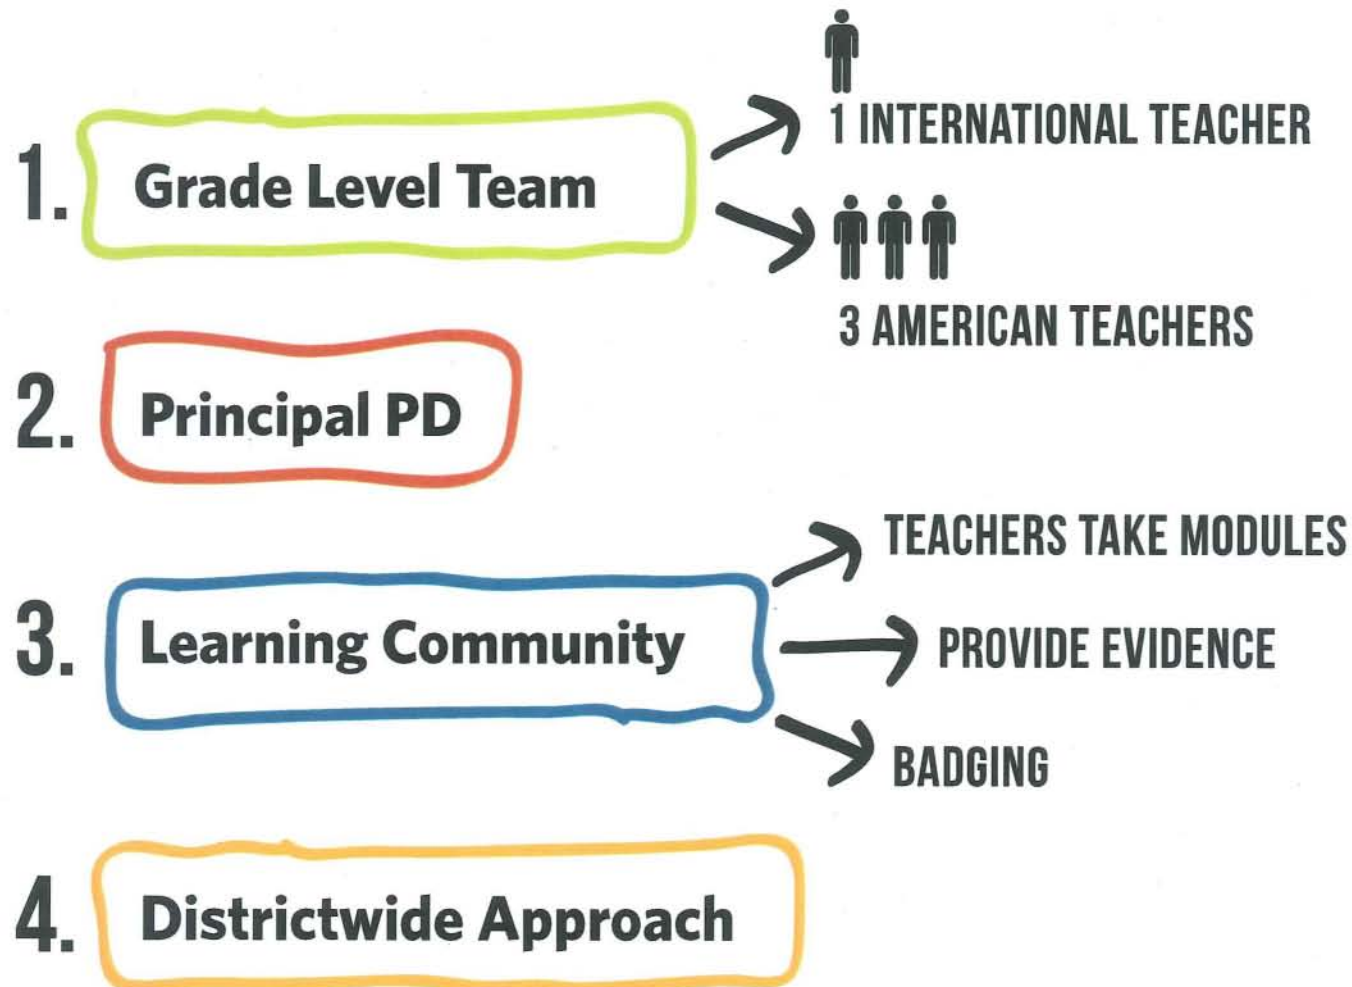 1. Grade Level Team
1 INTERNATIONAL TEACHER
3 AMERICAN TEACHERS
2. Principal PD
3. Learning Community
TEACHERS TAKE MODULES
PROVIDE EVIDENCE
BADGING
4. Districtwide Approach